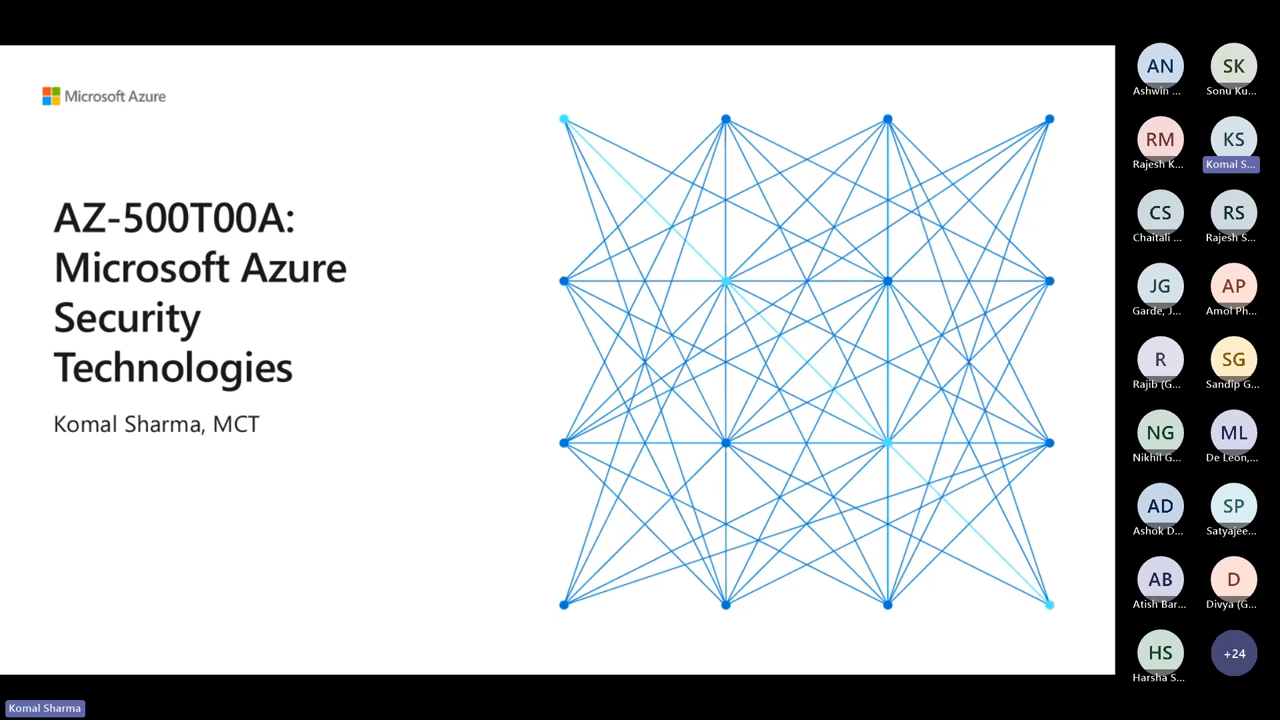 Microsoft Azure
AZ-500T00A:
Microsoft Azure
Security
Technologies
Komal Sharma, MCT
AN
Ashwin ...
SK
Sonu Ku...
RM
Rajesh K...
KS
Komal S...
CS
Chaitali ...
RS
Rajesh S...
JG
Garde, J...
AP
Amol Ph...
R
Rajib (G...
SG
Sandip G...
NG
Nikhil G...
ML
De Leon,...
AD
Ashok D...
SP
Satyajee...
AB
Atish Bar...
D
Divya (G...
HS
Harsha S...
+24
Komal Sharma